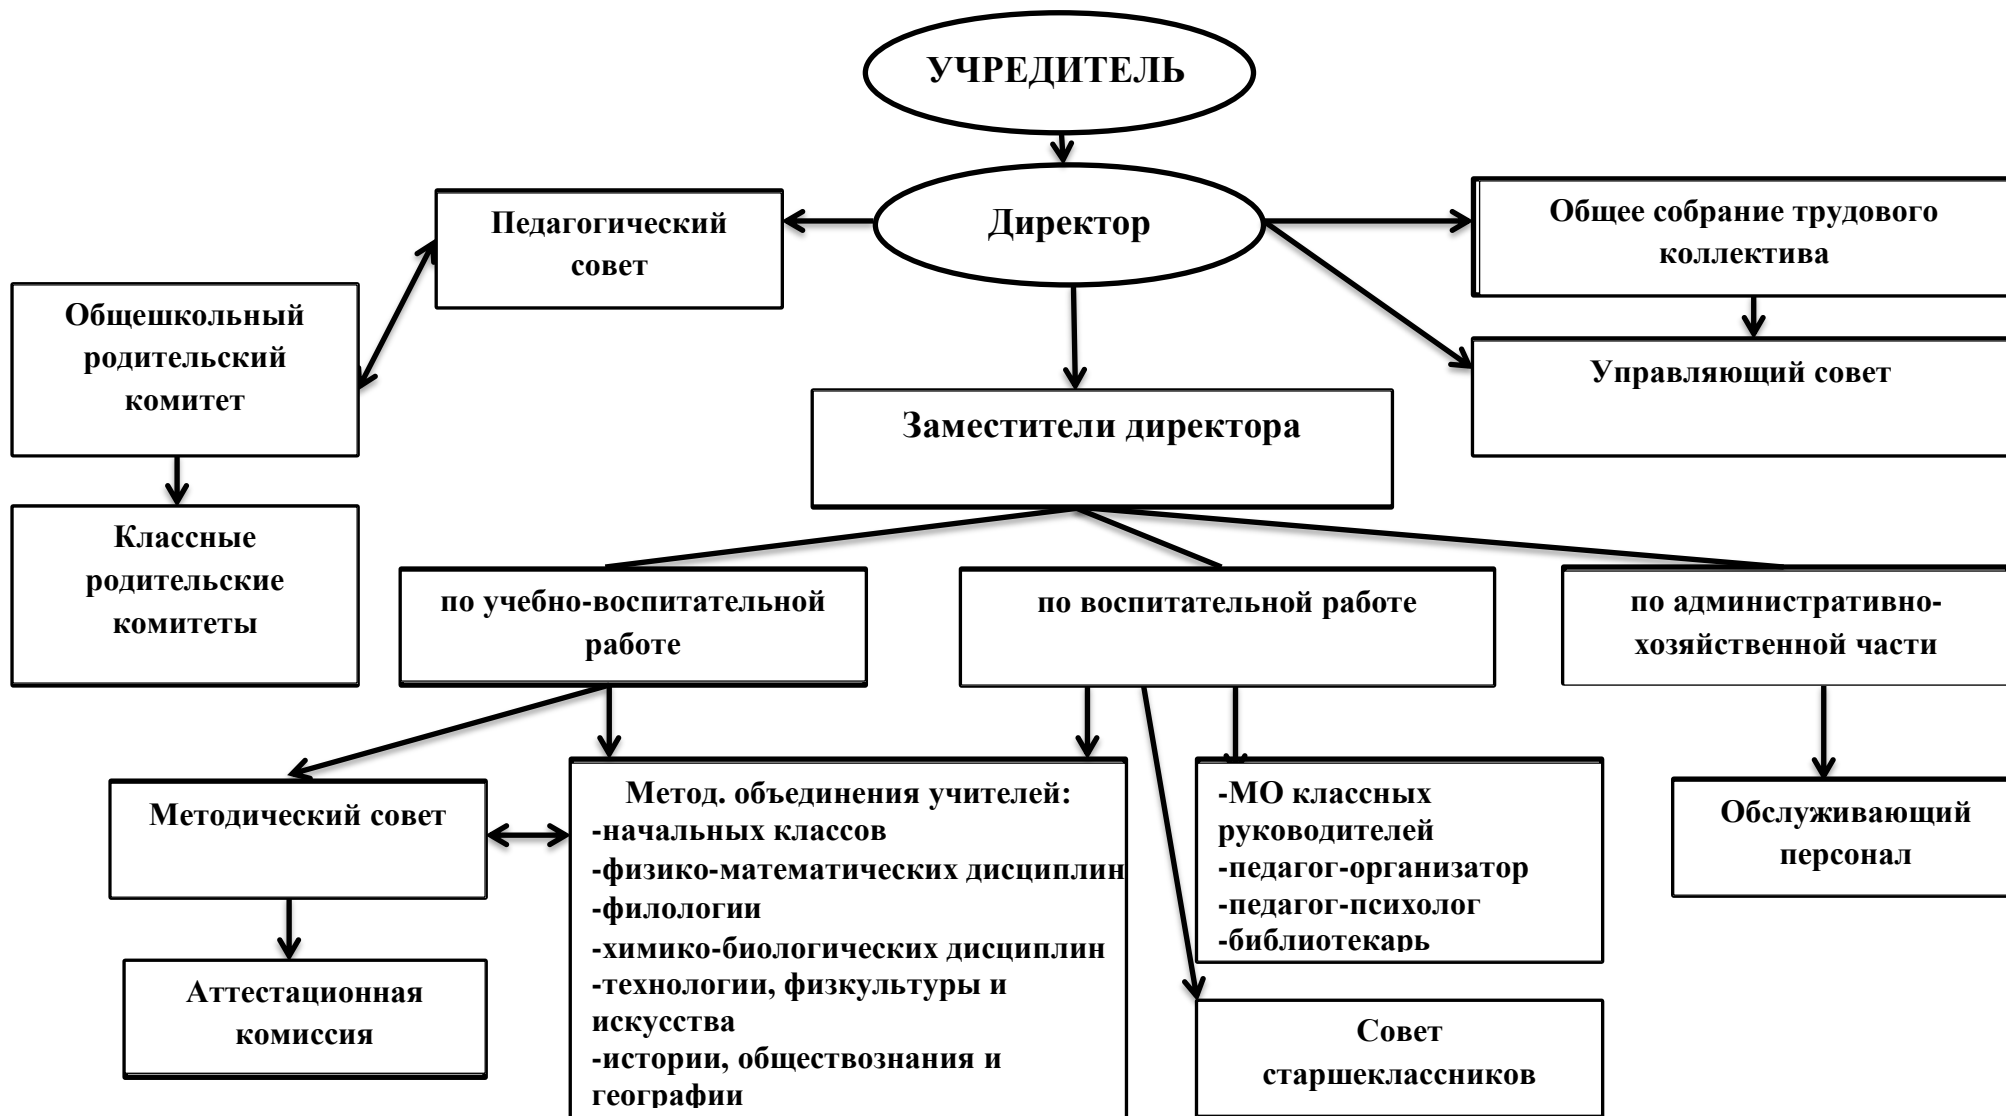 УЧРЕДИТЕЛЬ
Директор
Педагогический
совет
Общее собрание трудового
коллектива
Общешкольный
родительский
комитет
Управляющий совет
Заместители директора
Классные
родительские
комитеты
по учебно-воспитательной
работе
по воспитательной работе
по административно-
хозяйственной части
Методический совет
Метод. объединения учителей:
-начальных классов
-физико-математических дисциплин
-филологии
-химико-биологических дисциплин
-технологии, физкультуры и
искусства
-истории, обществознания и
географии
-МО классных
руководителей
-педагог-организатор
-педагог-психолог
-библиотекарь
Обслуживающий
персонал
Аттестационная
комиссия
Совет
старшеклассников